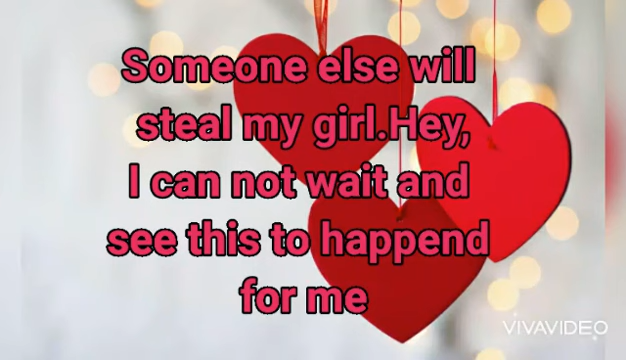 Someone else will
steal my girl.Hey,
I can not wait and
see this to happend
for me
VIVAVIDEO